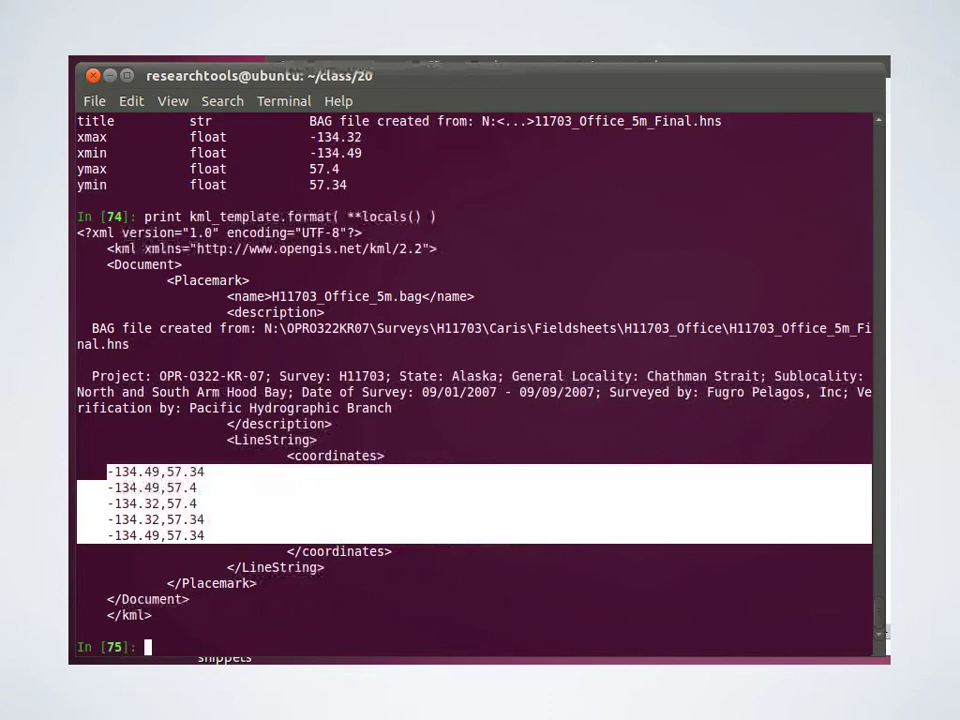 researchtools@ubuntu: ~/class/20
File Edit View Search Terminal Help
title str BAG file created from: N:<...>11703_Office_5m_Final.hns
xmax float -134.32
xmin float -134.49
ymax float 57.4
ymin float 57.34
In [74]: print kml_template.format( **locals() )
<?xml version="1.0" encoding="UTF-8"?>
<kml xmlns="http://www.opengis.net/kml/2.2">
<Document>
<Placemark>
<name>H11703_Office_5m.bag</name>
<description>
BAG file created from: N:\OPRO322KR07\Surveys\H11703\Caris\Fieldsheets\H11703_Office\H11703_Office_5m_Fi
nal.hns
Project: OPR-O322-KR-07; Survey: H11703; State: Alaska; General Locality: Chathman Strait; Sublocality:
North and South Arm Hood Bay; Date of Survey: 09/01/2007 - 09/09/2007; Surveyed by: Fugro Pelagos, Inc; Ve
rification by: Pacific Hydrographic Branch
</description>
<LineString>
<coordinates>
-134.49,57.34
-134.49,57.4
-134.32,57.4
-134.32,57.34
-134.49,57.34
</coordinates>
</LineString>
</Placemark>
</Document>
</kml>
In [75]:
snippets